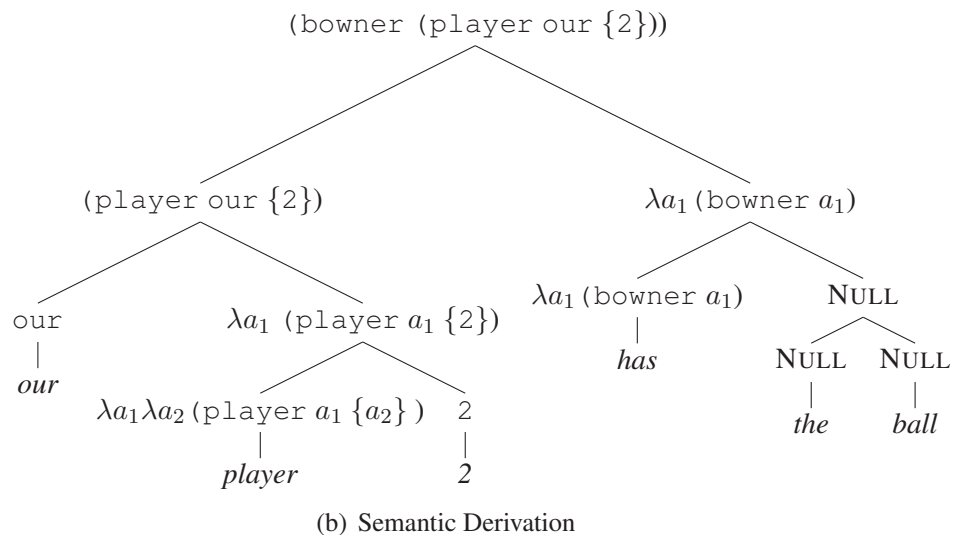 (bowner (player our {2}))
(player our {2}) λa₁(bowner a₁)
our λa₁ (player a₁ {2}) λa₁(bowner a₁) NULL
our λa₁λa₂(player a₁ {a₂} ) 2 has NULL NULL
player 2 the ball
(b) Semantic Derivation